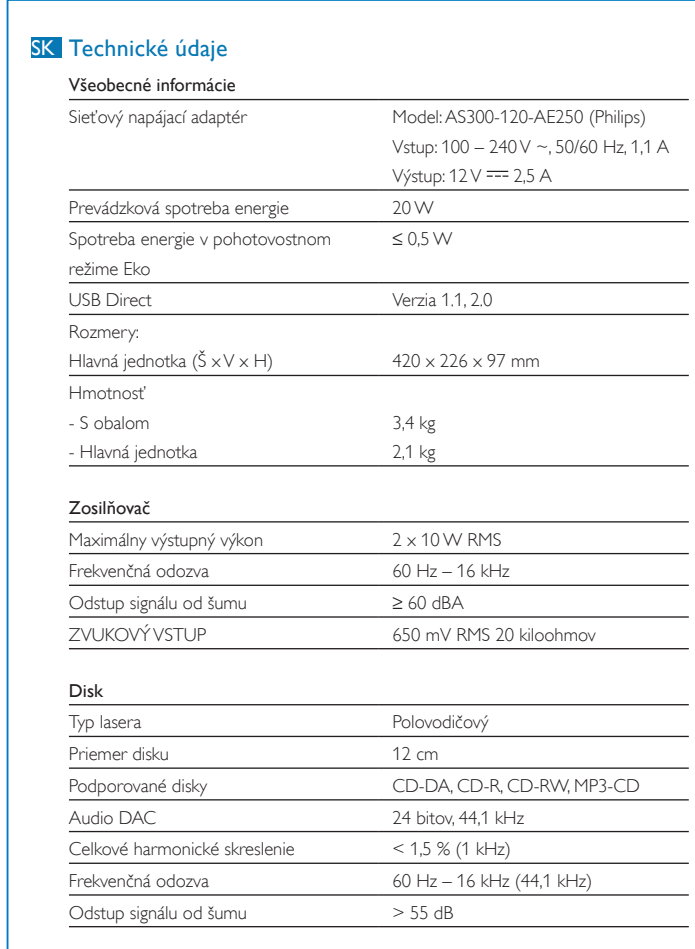 SK Technické údaje
Všeobecné informácie
Sieťový napájací adaptér Model: AS300-120-AE250 (Philips)
Vstup: 100 – 240 V ~, 50/60 Hz, 1,1 A
Výstup: 12 V ⎓ 2,5 A
Prevádzková spotreba energie 20 W
Spotreba energie v pohotovostnom ≤ 0,5 W
režime Eko
USB Direct Verzia 1.1, 2.0
Rozmery:
Hlavná jednotka (Š x V x H) 420 x 226 x 97 mm
Hmotnosť
- S obalom 3,4 kg
- Hlavná jednotka 2,1 kg
Zosilňovač
Maximálny výstupný výkon 2 x 10 W RMS
Frekvenčná odozva 60 Hz – 16 kHz
Odstup signálu od šumu ≥ 60 dBA
ZVUKOVÝ VSTUP 650 mV RMS 20 kiloohmov
Disk
Typ lasera Polovodičový
Priemer disku 12 cm
Podporované disky CD-DA, CD-R, CD-RW, MP3-CD
Audio DAC 24 bitov, 44,1 kHz
Celkové harmonické skreslenie < 1,5 % (1 kHz)
Frekvenčná odozva 60 Hz – 16 kHz (44,1 kHz)
Odstup signálu od šumu > 55 dB